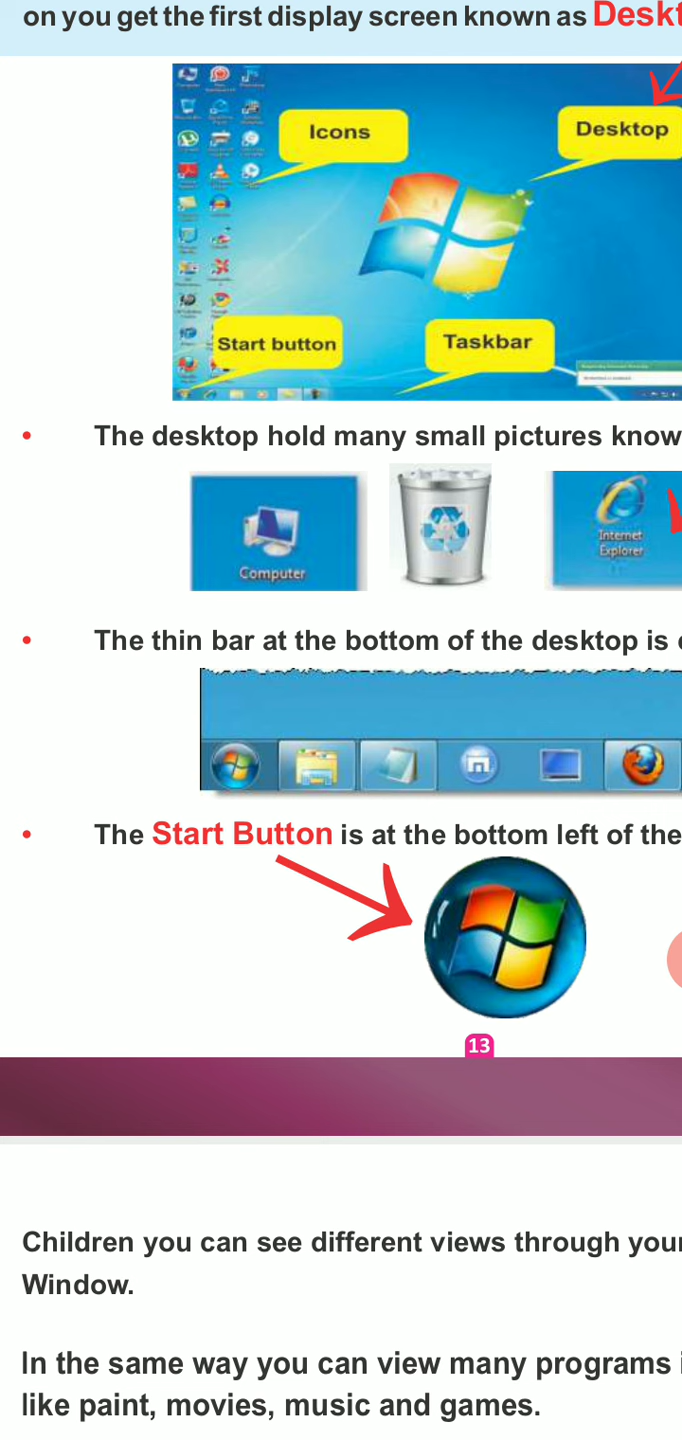 on you get the first display screen known as Deskt
Icons
Desktop
Start button
Taskbar
• The desktop hold many small pictures know
Computer
Internet
Explorer
• The thin bar at the bottom of the desktop is
• The Start Button is at the bottom left of the
13
Children you can see different views through your
Window.
In the same way you can view many programs
like paint, movies, music and games.